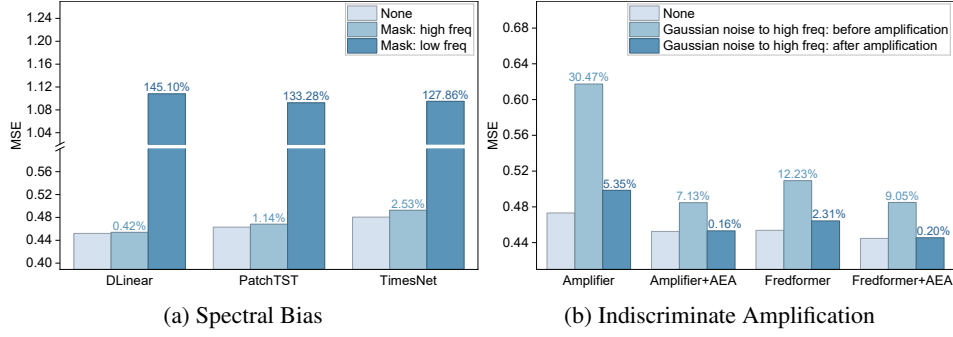 None
Mask: high freq
Mask: low freq
MSE
1.24
1.20
1.16
1.12
1.08
1.04
0.56
0.52
0.48
0.44
0.40
0.42%
145.10%
1.14%
133.28%
2.53%
127.86%
DLinear
PatchTST
TimesNet
(a) Spectral Bias
None
Gaussian noise to high freq: before amplification
Gaussian noise to high freq: after amplification
MSE
0.68
0.64
0.60
0.56
0.52
0.48
0.44
30.47%
5.35%
7.13%
0.16%
12.23%
2.31%
9.05%
0.20%
Amplifier
Amplifier+AEA
Fredformer
Fredformer+AEA
(b) Indiscriminate Amplification